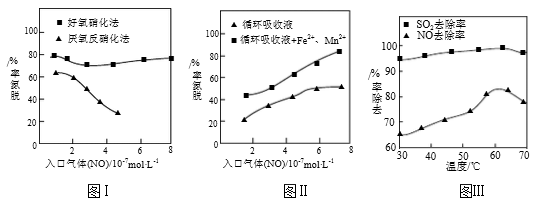 好氧硝化法
厌氧反硝化法
100
80
60
40
20
0
2
4
6
8
脱氮率/%
入口气体(NO)/10-7mol·L-1
图Ⅰ
循环吸收液
循环吸收液+Fe2+、Mn2+
100
80
60
40
20
0
2
4
6
8
脱氮率/%
入口气体(NO)/10-7mol·L-1
图Ⅱ
SO2去除率
NO去除率
100
90
80
70
60
30
40
50
60
70
去除率/%
温度/℃
图Ⅲ